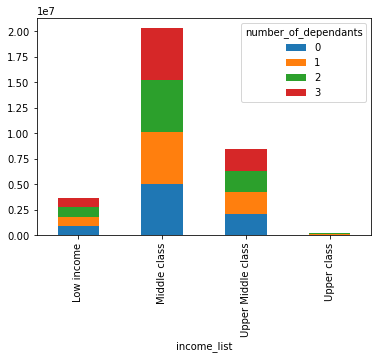 1e7
number_of_dependants
0
1
2
3
2.00
1.75
1.50
1.25
1.00
0.75
0.50
0.25
0.00
Low income
Middle class
Upper Middle class
Upper class
income_list